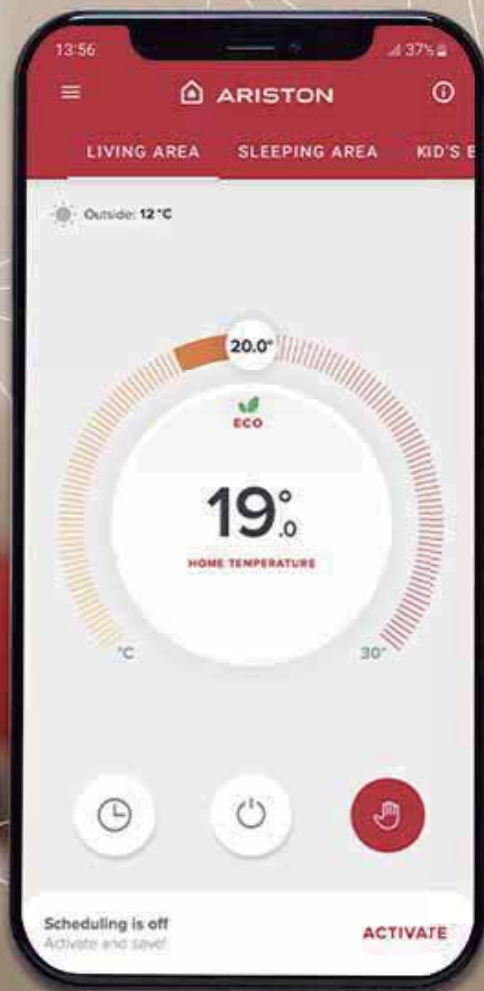 13:56 37%
ARISTON
LIVING AREA SLEEPING AREA KID'S
Outside: 12 °C
20.0°
ECO
19.0°
HOME TEMPERATURE
°C 30°
Scheduling is off
Activate and save!
ACTIVATE